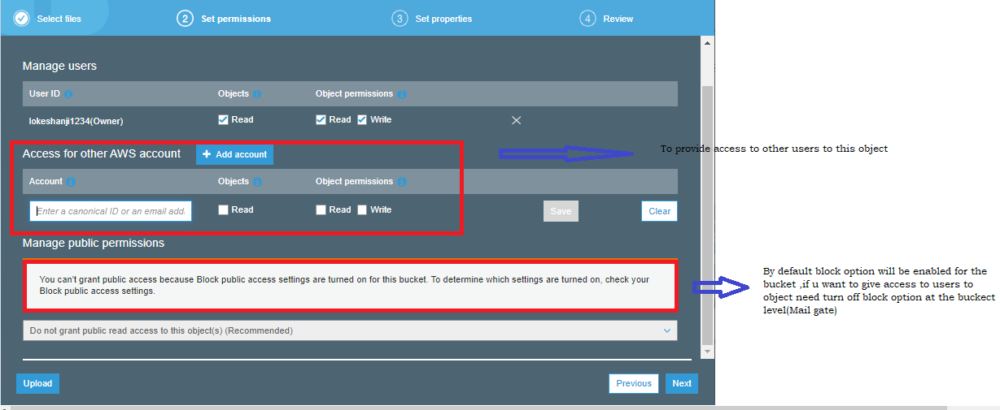 Select files
2 Set permissions
3 Set properties
4 Review
Manage users
User ID Objects Object permissions
lokeshanji1234(Owner) Read Read Write
Access for other AWS account + Add account
To provide access to other users to this object
Account Objects Object permissions
Enter a canonical ID or an email add Read Read Write Save Clear
Manage public permissions
You can't grant public access because Block public access settings are turned on for this bucket. To determine which settings are turned on, check your
Block public access settings.
By default block option will be enabled for the
bucket ,if u want to give access to users to
object need turn off block option at the buckect
level(Mail gate)
Do not grant public read access to this object(s) (Recommended)
Upload Previous Next